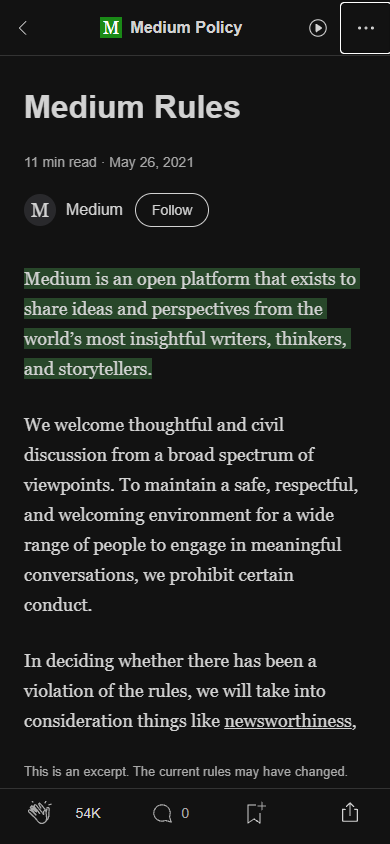 M Medium Policy
Medium Rules
11 min read · May 26, 2021
M Medium Follow
Medium is an open platform that exists to
share ideas and perspectives from the
world’s most insightful writers, thinkers,
and storytellers.
We welcome thoughtful and civil
discussion from a broad spectrum of
viewpoints. To maintain a safe, respectful,
and welcoming environment for a wide
range of people to engage in meaningful
conversations, we prohibit certain
conduct.
In deciding whether there has been a
violation of the rules, we will take into
consideration things like newsworthiness,
This is an excerpt. The current rules may have changed.
54K 0